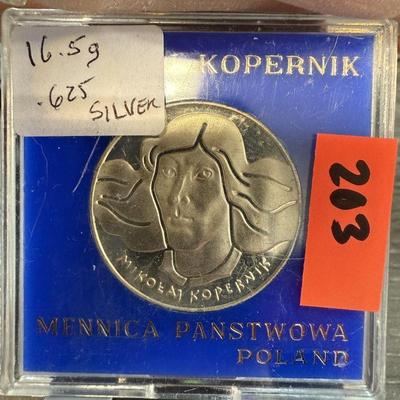 16.5g
.625
SILVER
KOPERNIK
203
MIKOŁAJ KOPERNIK
MENNICA PANSTWOWA
POLAND